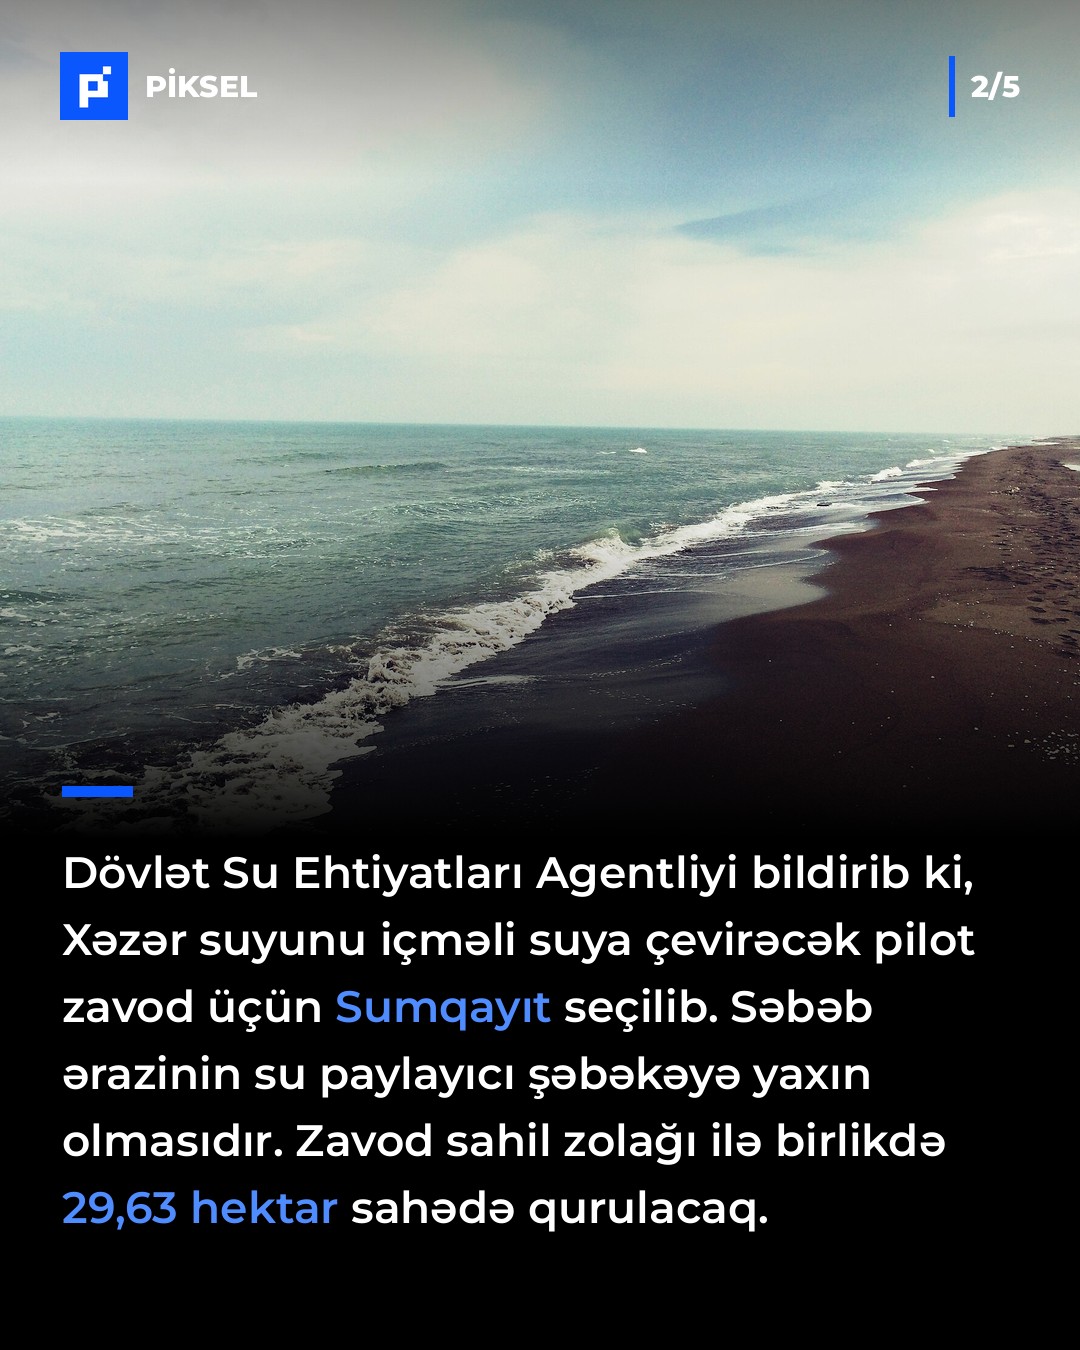 PİKSEL
2/5
Dövlət Su Ehtiyatları Agentliyi bildirib ki,
Xəzər suyunu içməli suya çevirəcək pilot
zavod üçün Sumqayıt seçilib. Səbəb
ərazinin su paylayıcı şəbəkəyə yaxın
olmasıdır. Zavod sahil zolağı ilə birlikdə
29,63 hektar sahədə qurulacaq.